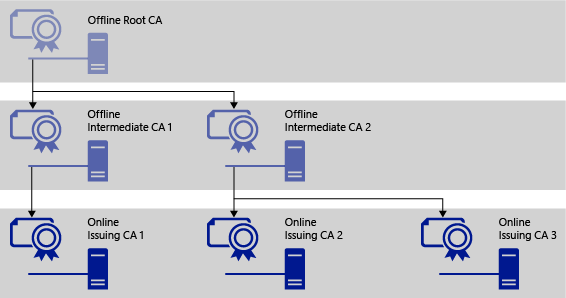 Offline Root CA
Offline
Intermediate CA 1
Offline
Intermediate CA 2
Online
Issuing CA 1
Online
Issuing CA 2
Online
Issuing CA 3